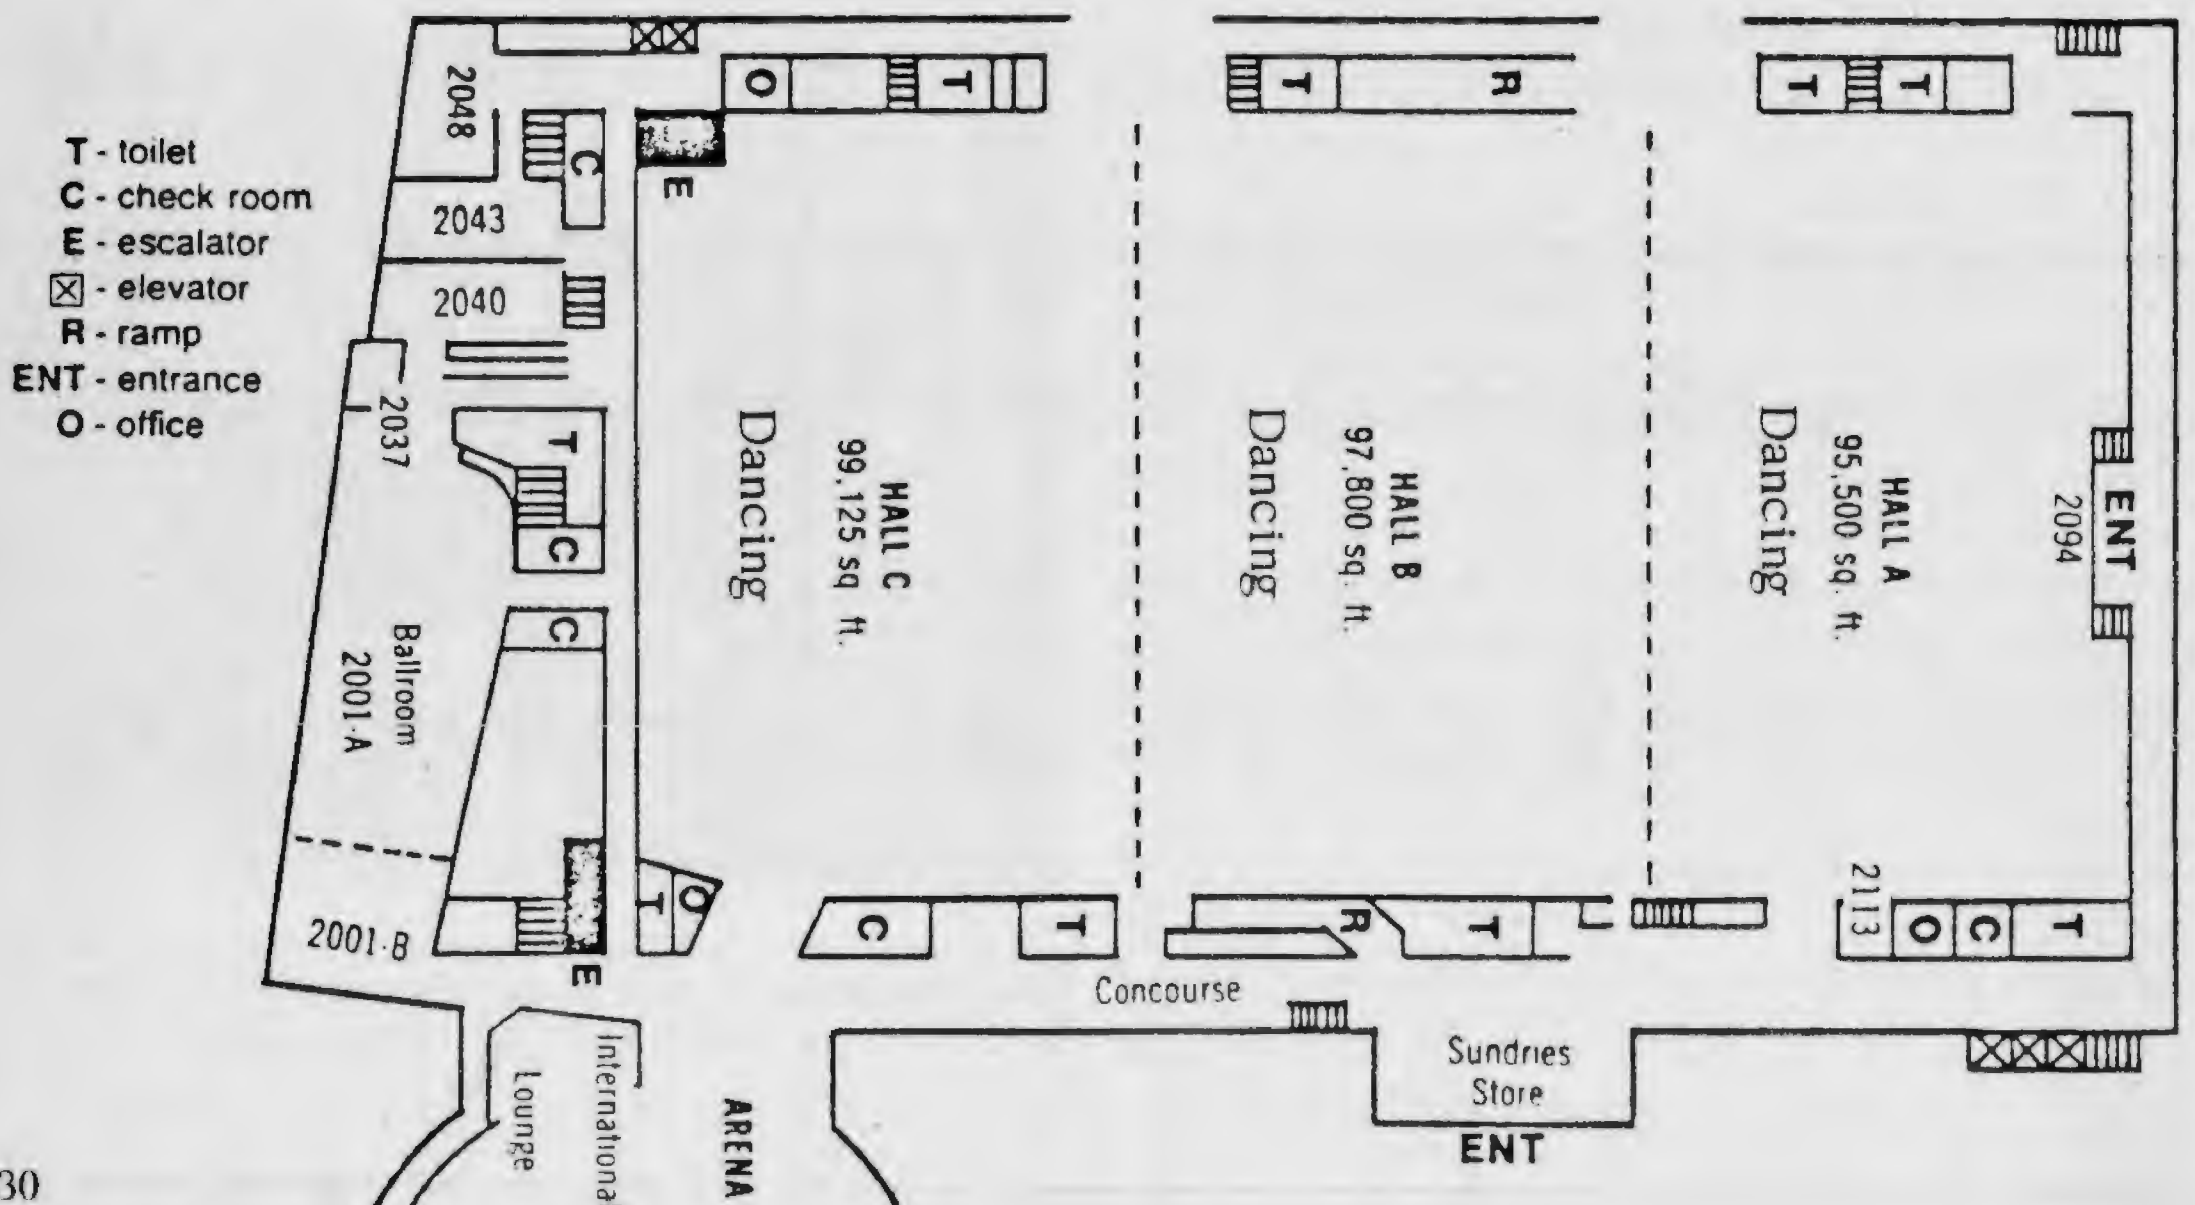 T - toilet
C - check room
E - escalator
- elevator
R - ramp
ENT - entrance
O - office
2048
C
2043
2040
2037
T
C
C
Ballroom
2001-A
2001-B
E
E
O
T
T
R
T
T
HALL C
99,125 sq. ft.
Dancing
HALL B
97,800 sq. ft.
Dancing
HALL A
95,500 sq. ft.
Dancing
ENT
2094
T
O
C
T
R
T
2113
O
C
T
Concourse
Sundries
Store
ENT
International
Lounge
ARENA
30